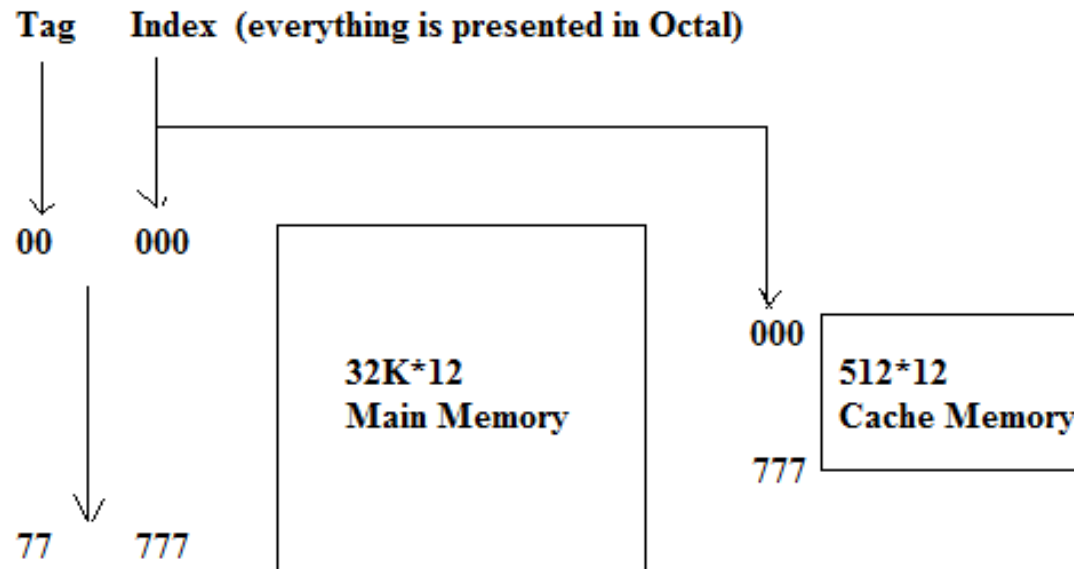 Tag Index (everything is presented in Octal)
00 000
000
32K*12
Main Memory
512*12
Cache Memory
777
77 777